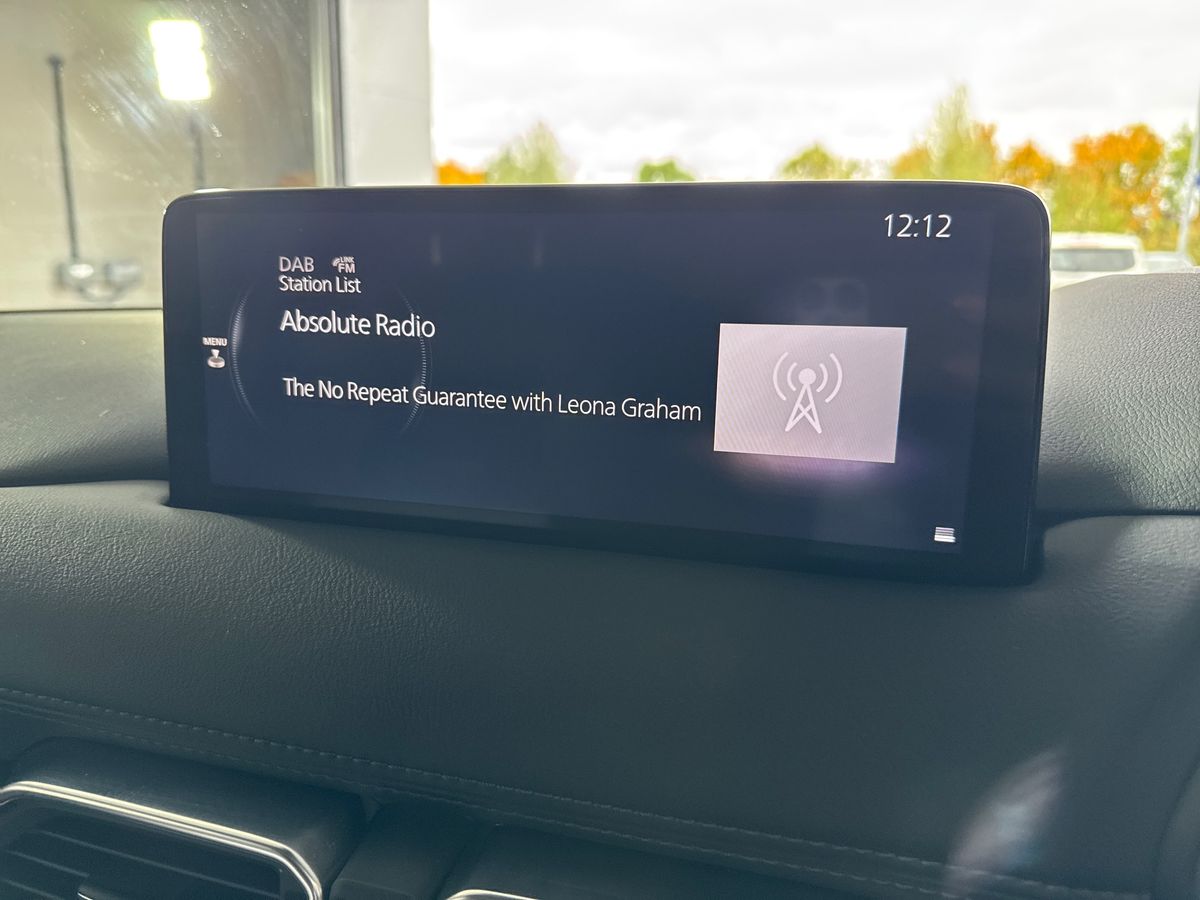 12:12
DAB LINK FM
Station List
Absolute Radio
MENU
The No Repeat Guarantee with Leona Graham